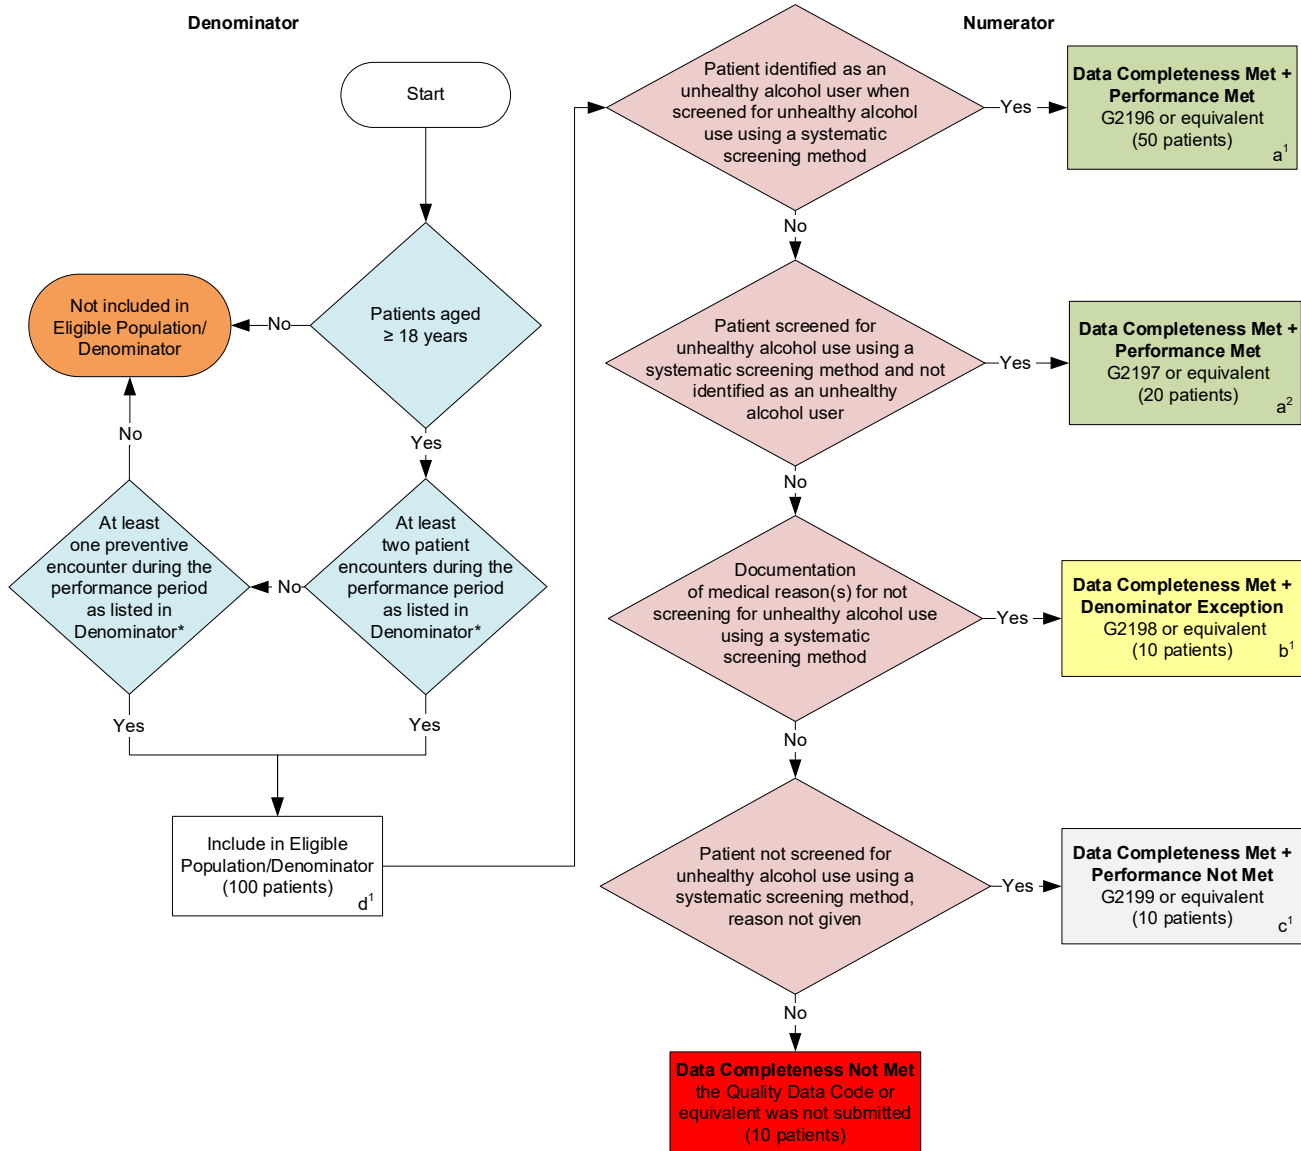 Denominator
Numerator
Start
Patients aged
≥ 18 years
No
Not included in
Eligible Population/
Denominator
Yes
No
At least
two patient
encounters during the
performance period
as listed in
Denominator*
No
At least
one preventive
encounter during the
performance period
as listed in
Denominator*
Yes
Yes
Include in Eligible
Population/Denominator
(100 patients)
d¹
Patient identified as an
unhealthy alcohol user when
screened for unhealthy alcohol
use using a systematic
screening method
Yes
Data Completeness Met +
Performance Met
G2196 or equivalent
(50 patients)
a¹
No
Patient screened for
unhealthy alcohol use using a
systematic screening method and not
identified as an unhealthy
alcohol user
Yes
Data Completeness Met +
Performance Met
G2197 or equivalent
(20 patients)
a²
No
Documentation
of medical reason(s) for not
screening for unhealthy alcohol use
using a systematic
screening method
Yes
Data Completeness Met +
Denominator Exception
G2198 or equivalent
(10 patients)
b¹
No
Patient not screened for
unhealthy alcohol use using a
systematic screening method,
reason not given
Yes
Data Completeness Met +
Performance Not Met
G2199 or equivalent
(10 patients)
c¹
No
Data Completeness Not Met
the Quality Data Code or
equivalent was not submitted
(10 patients)